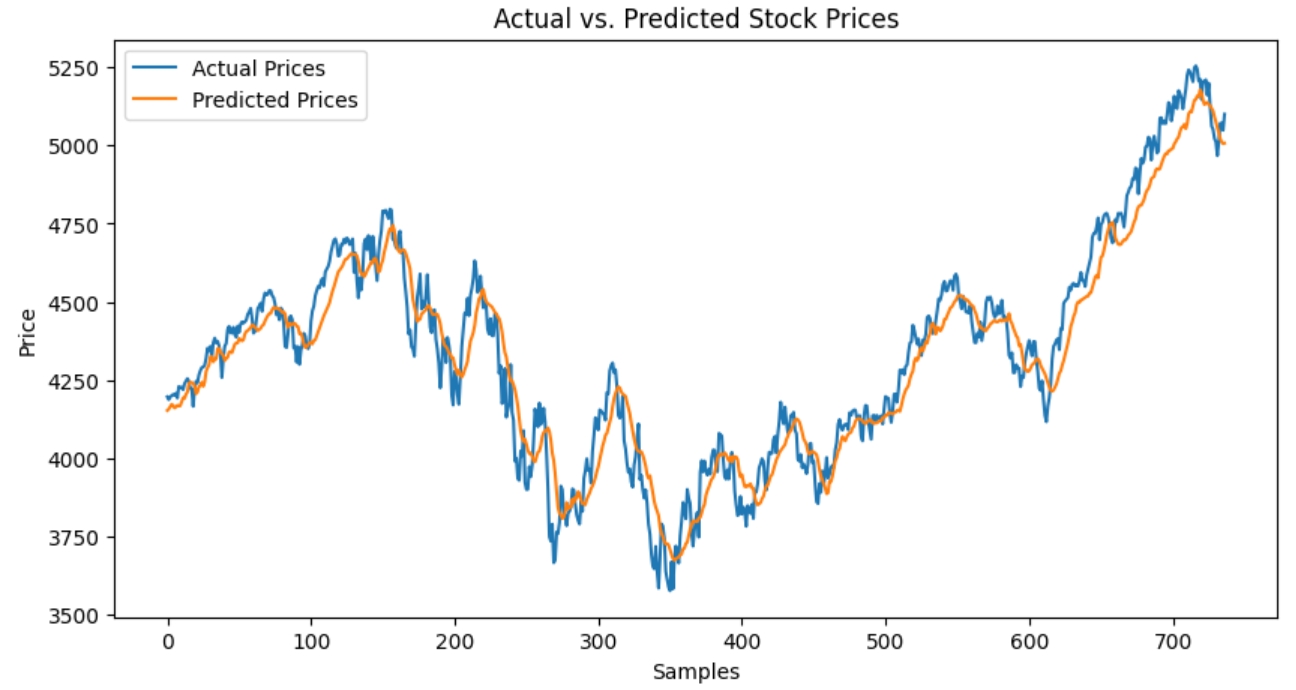 Actual vs. Predicted Stock Prices
Actual Prices
Predicted Prices
5250
5000
4750
4500
4250
4000
3750
3500
Price
0 100 200 300 400 500 600 700
Samples